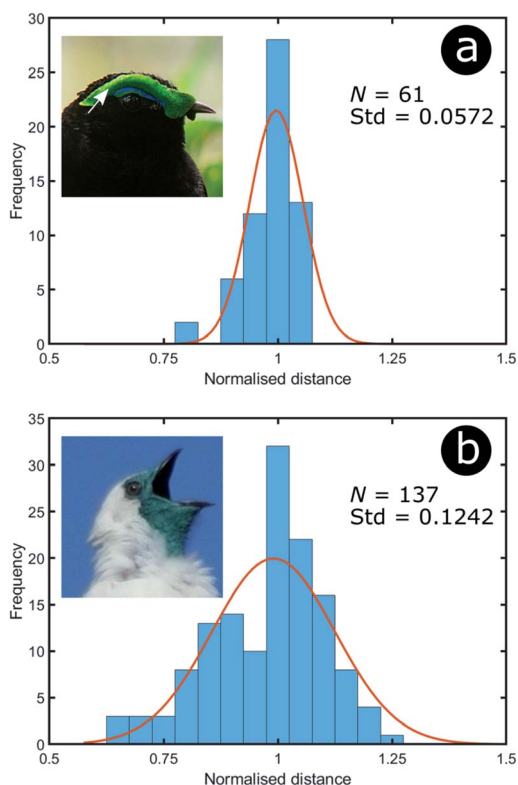 30
25
20
15
10
5
0
Frequency
a
N = 61
Std = 0.0572
0.5 0.75 1 1.25 1.5
Normalised distance
35
30
25
20
15
10
5
0
Frequency
b
N = 137
Std = 0.1242
0.5 0.75 1 1.25 1.5
Normalised distance